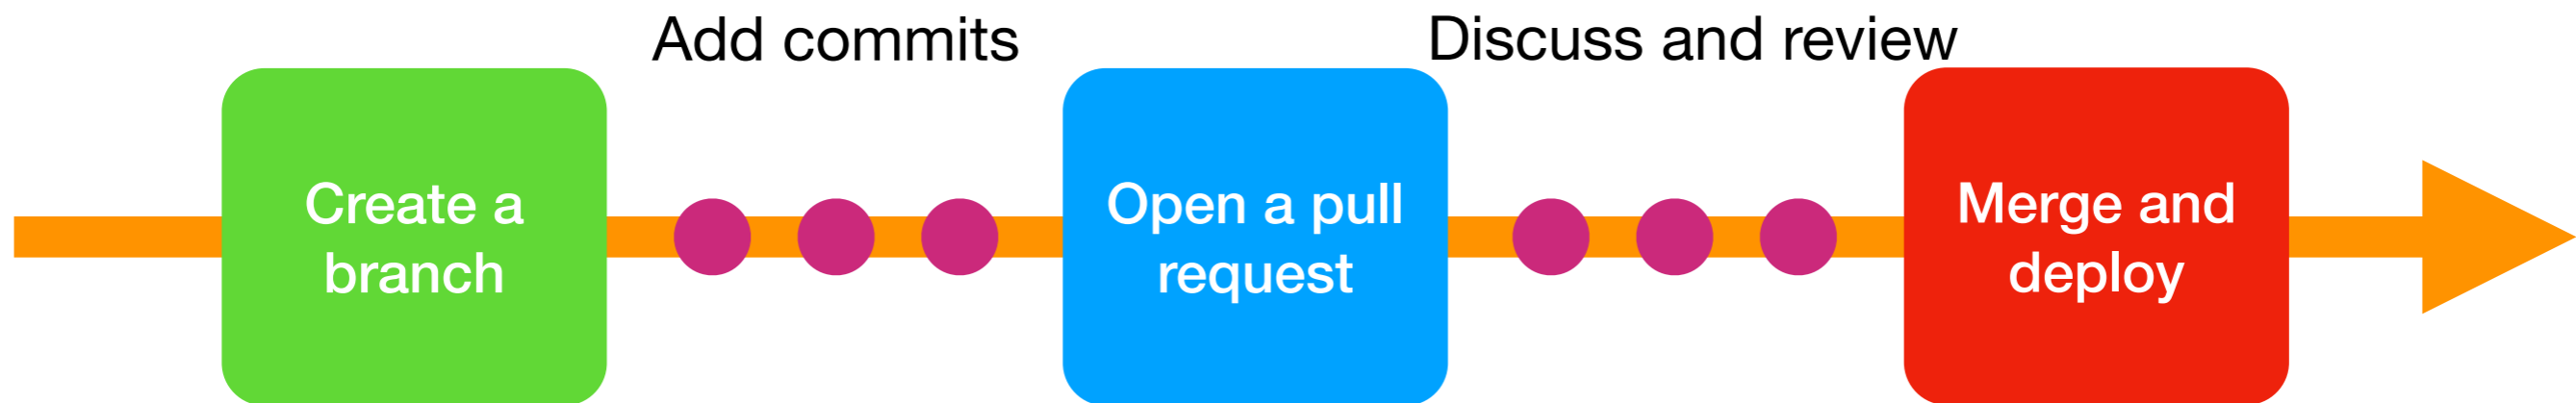 Add commits
Discuss and review
Create a
branch
Open a pull
request
Merge and
deploy